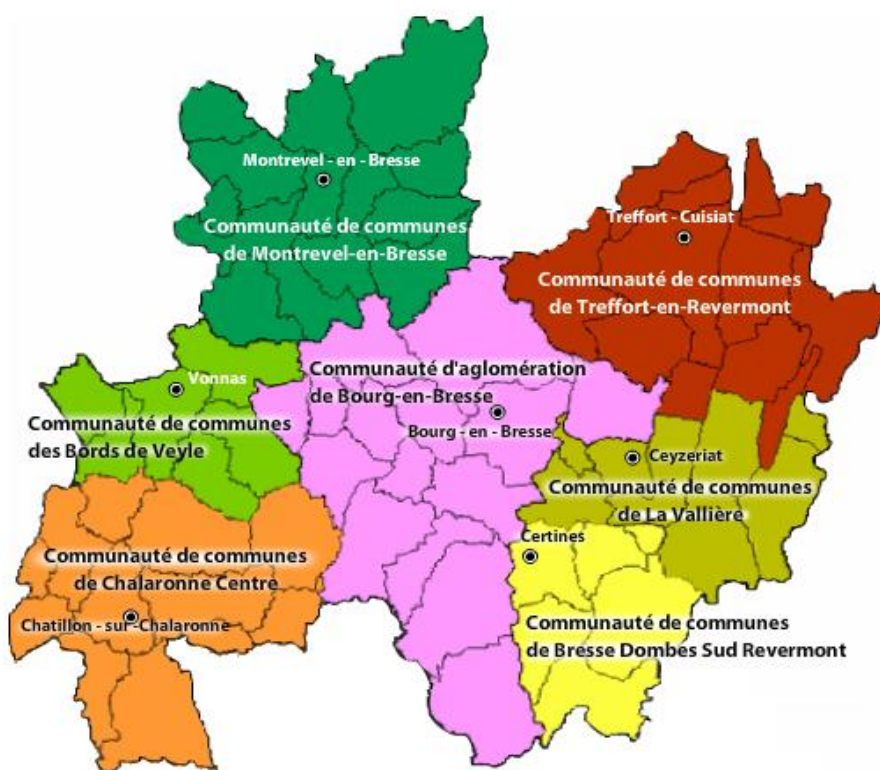 Montrevel - en - Bresse
Communauté de communes
de Montrevel-en-Bresse
Treffort - Cuisiat
Communauté de communes
de Treffort-en-Revermont
Communauté d'aglomération
de Bourg-en-Bresse
Bourg - en - Bresse
Vonnas
Communauté de communes
des Bords de Veyle
Ceyzeriat
Communauté de communes
de La Vallière
Certines
Communauté de communes
de Chalaronne Centre
Chatillon - sur -Chalaronne
Communauté de communes
de Bresse Dombes Sud Revermont